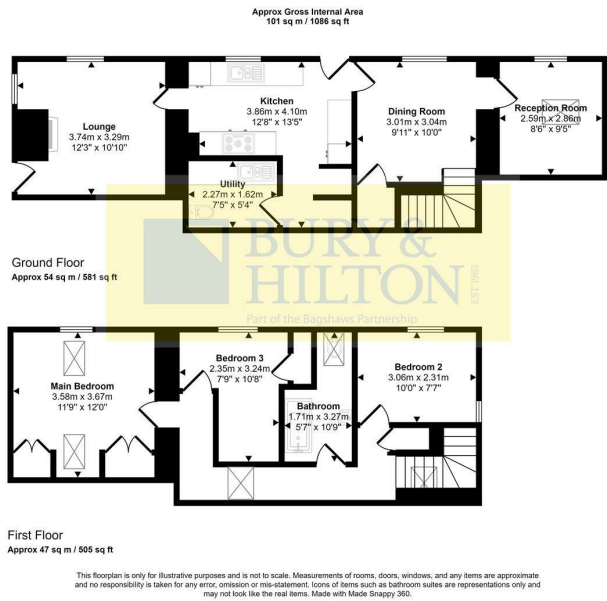 Approx Gross Internal Area
101 sq m / 1086 sq ft
Lounge
3.74m x 3.29m
12'3" x 10'10"
Kitchen
3.86m x 4.10m
12'8" x 13'5"
Dining Room
3.01m x 3.04m
9'11" x 10'0"
Reception Room
2.59m x 2.86m
8'6" x 9'5"
Utility
2.27m x 1.62m
7'5" x 5'4"
BURY &
HILTON
EST 1963
Part of the Bagshaws Partnership
Ground Floor
Approx 54 sq m / 581 sq ft
Main Bedroom
3.58m x 3.67m
11'9" x 12'0"
Bedroom 3
2.35m x 3.24m
7'9" x 10'8"
Bathroom
1.71m x 3.27m
5'7" x 10'9"
Bedroom 2
3.06m x 2.31m
10'0" x 7'7"
First Floor
Approx 47 sq m / 505 sq ft
This floorplan is only for illustrative purposes and is not to scale. Measurements of rooms, doors, windows, and any items are approximate
and no responsibility is taken for any error, omission or mis-statement. Icons of items such as bathroom suites are representations only and
may not look like the real items. Made with Made Snappy 360.